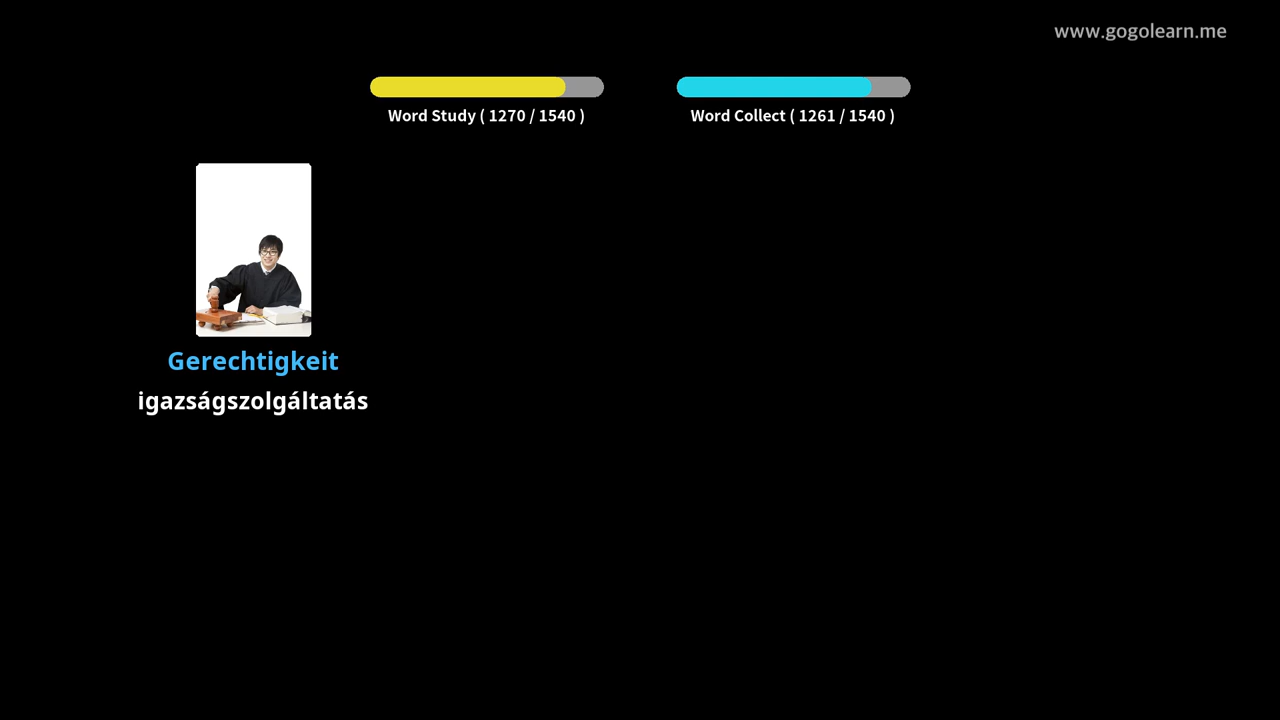 www.gogolearn.me
Word Study ( 1270 / 1540 )
Word Collect ( 1261 / 1540 )
Gerechtigkeit
igazságszolgáltatás